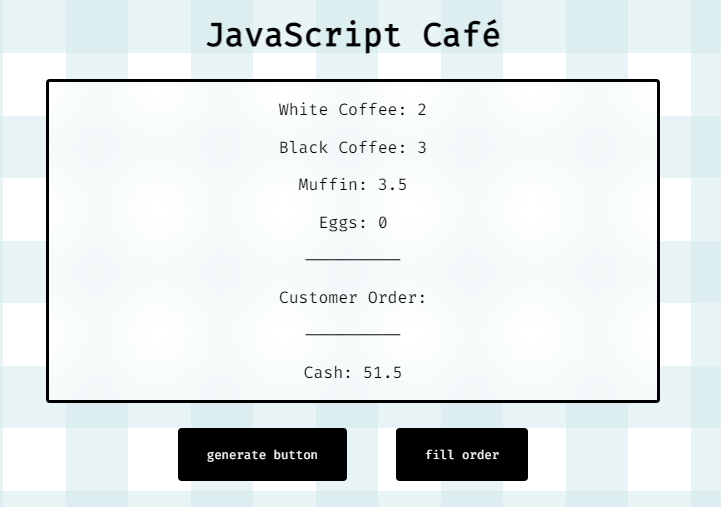 JavaScript Café
White Coffee: 2
Black Coffee: 3
Muffin: 3.5
Eggs: 0
__________
Customer Order:
__________
Cash: 51.5
generate button
fill order